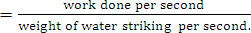 = work done per second
weight of water striking per second.